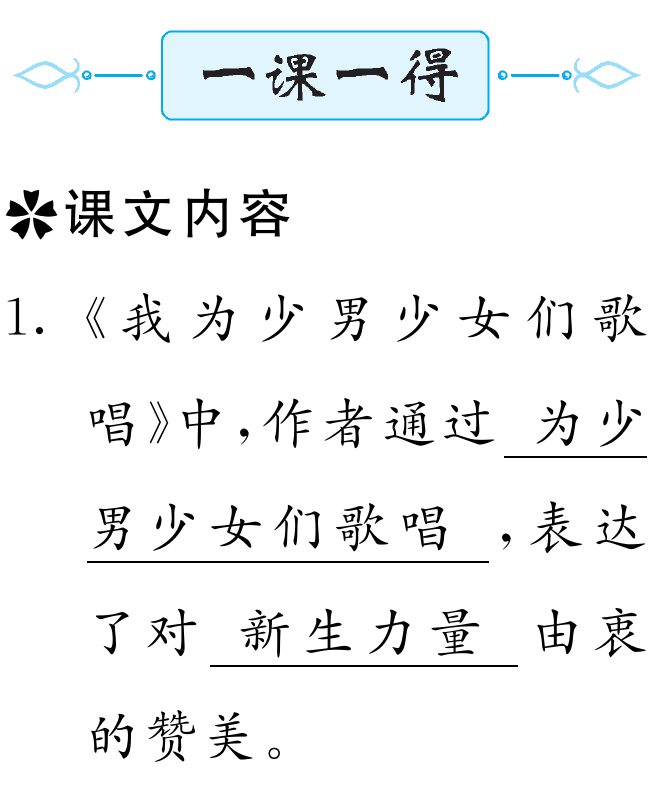 一课一得
课文内容
1.《我为少男少女们歌
唱》中,作者通过 为少
男少女们歌唱 ,表达
了对 新生力量 由衷
的赞美。